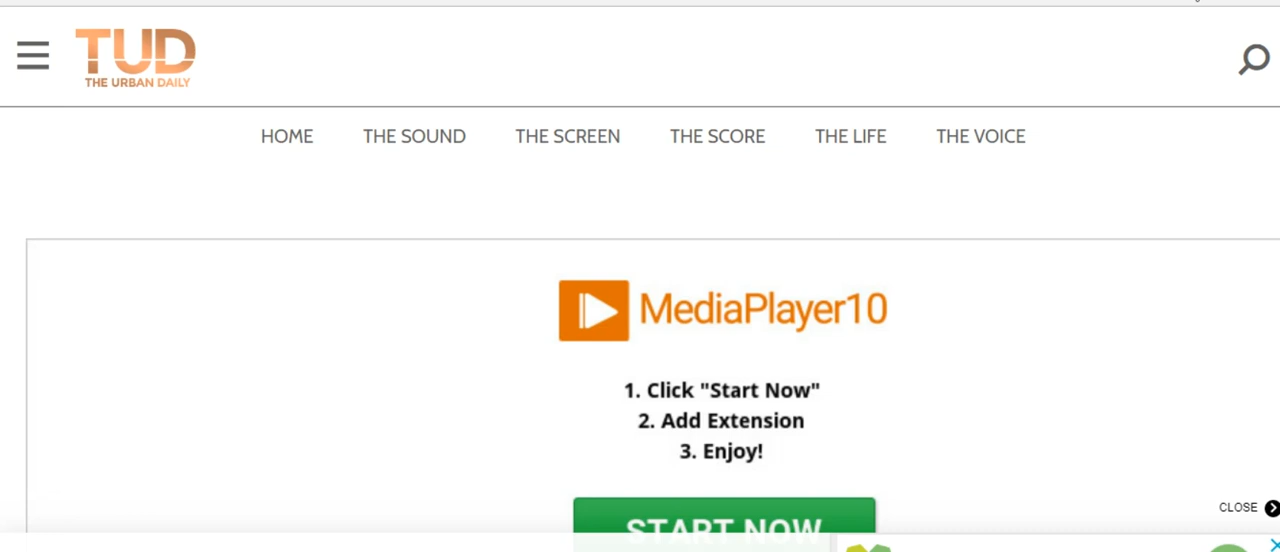 TUD
THE URBAN DAILY
HOME THE SOUND THE SCREEN THE SCORE THE LIFE THE VOICE
MediaPlayer10
1. Click "Start Now"
2. Add Extension
3. Enjoy!
CLOSE
START NOW